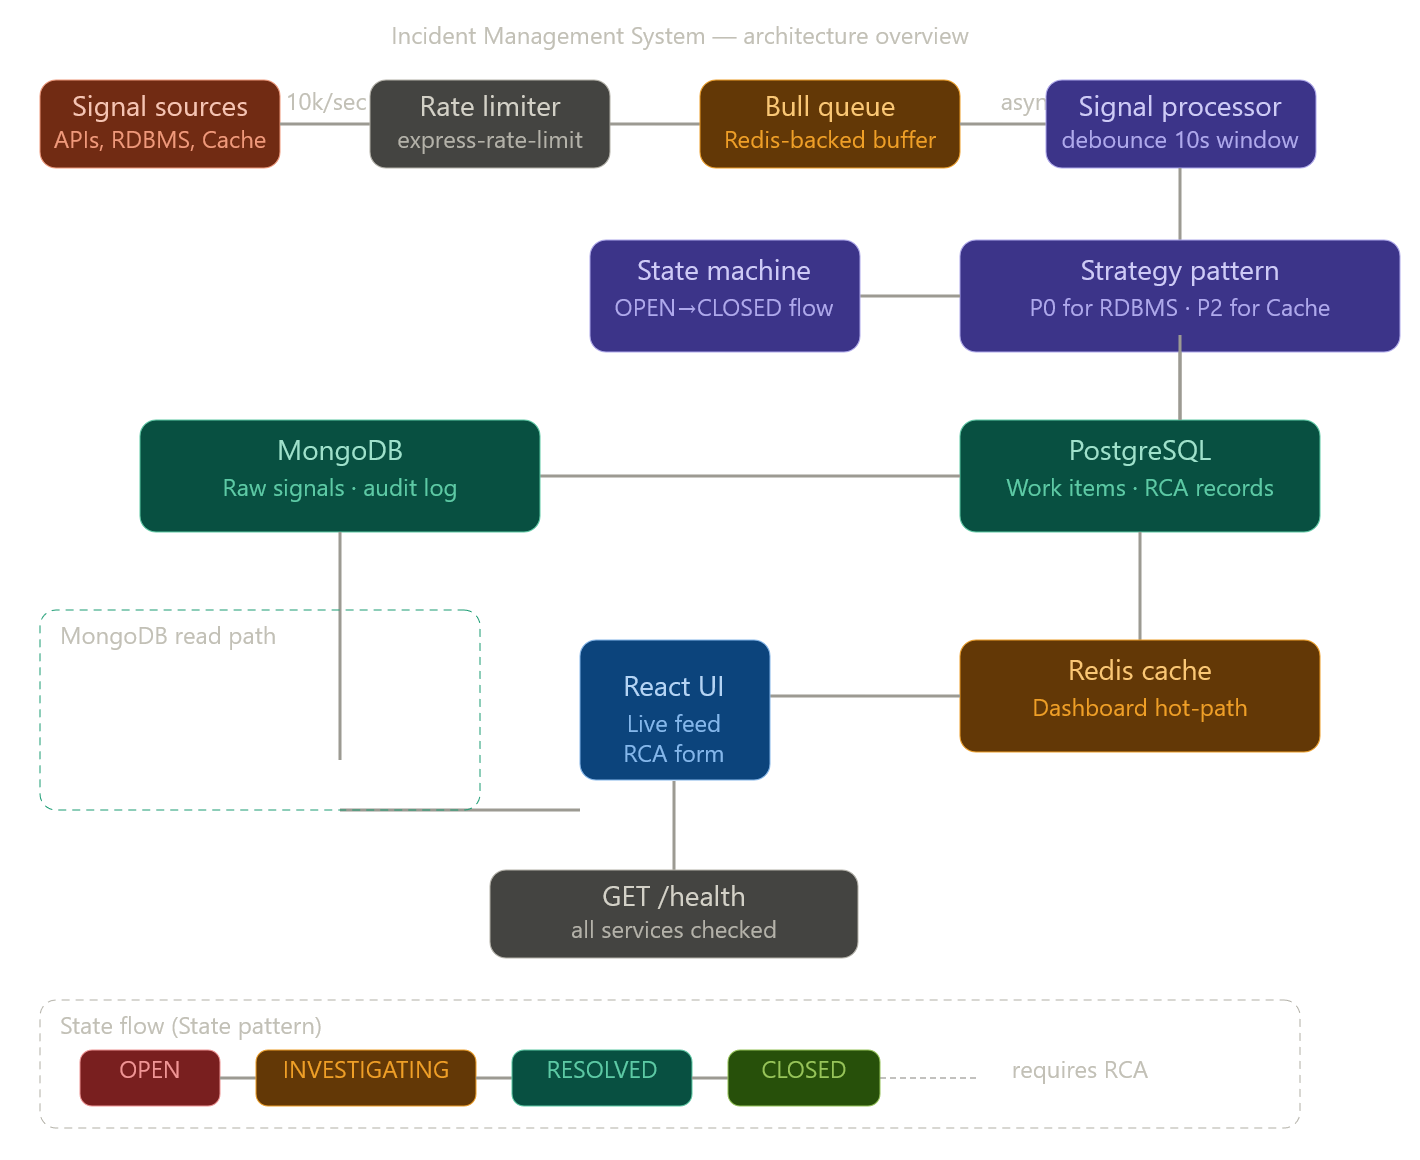 Incident Management System — architecture overview
Signal sources
APIs, RDBMS, Cache
10k/sec
Rate limiter
express-rate-limit
Bull queue
Redis-backed buffer
asyn
Signal processor
debounce 10s window
State machine
OPEN→CLOSED flow
Strategy pattern
P0 for RDBMS · P2 for Cache
MongoDB
Raw signals · audit log
PostgreSQL
Work items · RCA records
MongoDB read path
React UI
Live feed
RCA form
Redis cache
Dashboard hot-path
GET /health
all services checked
State flow (State pattern)
OPEN
INVESTIGATING
RESOLVED
CLOSED
requires RCA